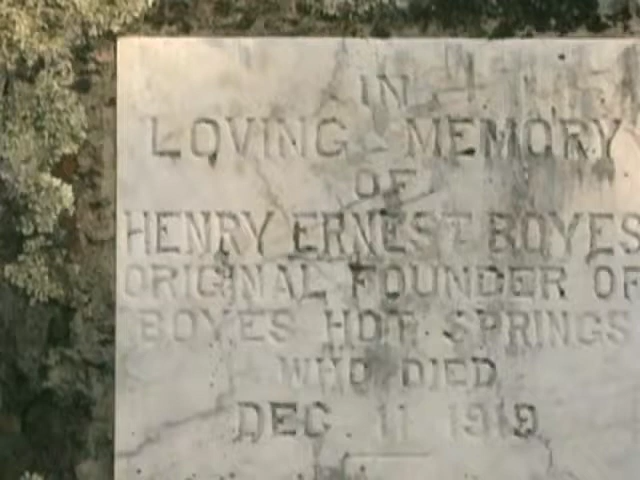 IN
LOVING MEMORY
OF
HENRY ERNEST BOYES
ORIGINAL FOUNDER OF
BOYES HOT SPRINGS
WHO DIED
DEC. 11 1919